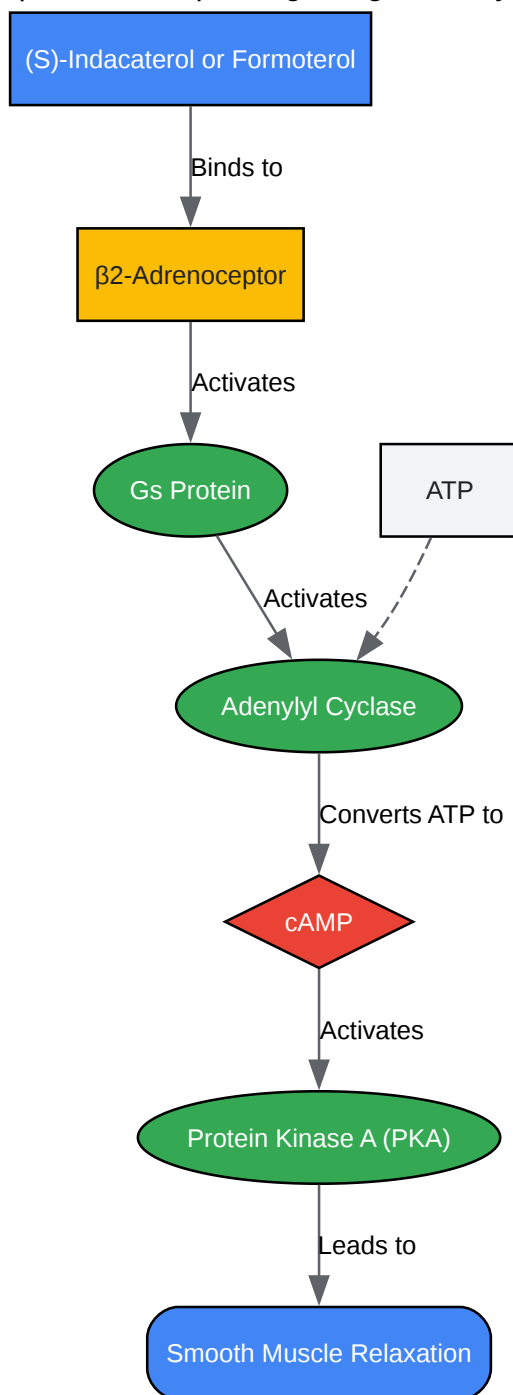 (S)-Indacaterol or Formoterol
Binds to
β2-Adrenoceptor
Activates
Gs Protein
ATP
Activates
Adenylyl Cyclase
Converts ATP to
cAMP
Activates
Protein Kinase A (PKA)
Leads to
Smooth Muscle Relaxation